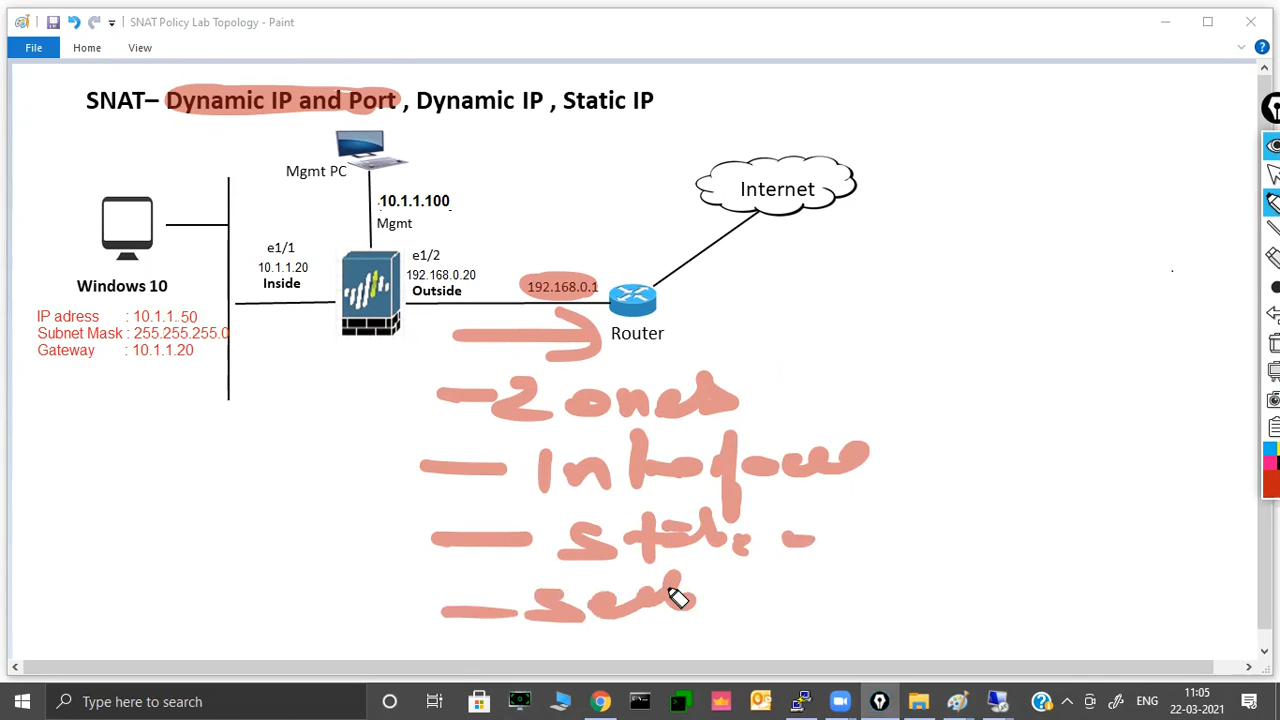 SNAT Policy Lab Topology - Paint
File Home View
SNAT– Dynamic IP and Port , Dynamic IP , Static IP
Mgmt PC
10.1.1.100
Mgmt
Internet
e1/1
10.1.1.20
Inside
e1/2
192.168.0.20
Outside
192.168.0.1
Router
Windows 10
IP adress : 10.1.1.50
Subnet Mask : 255.255.255.0
Gateway : 10.1.1.20
– Zones
– Interface
–
–
Type here to search
ENG
11:05
22-03-2021